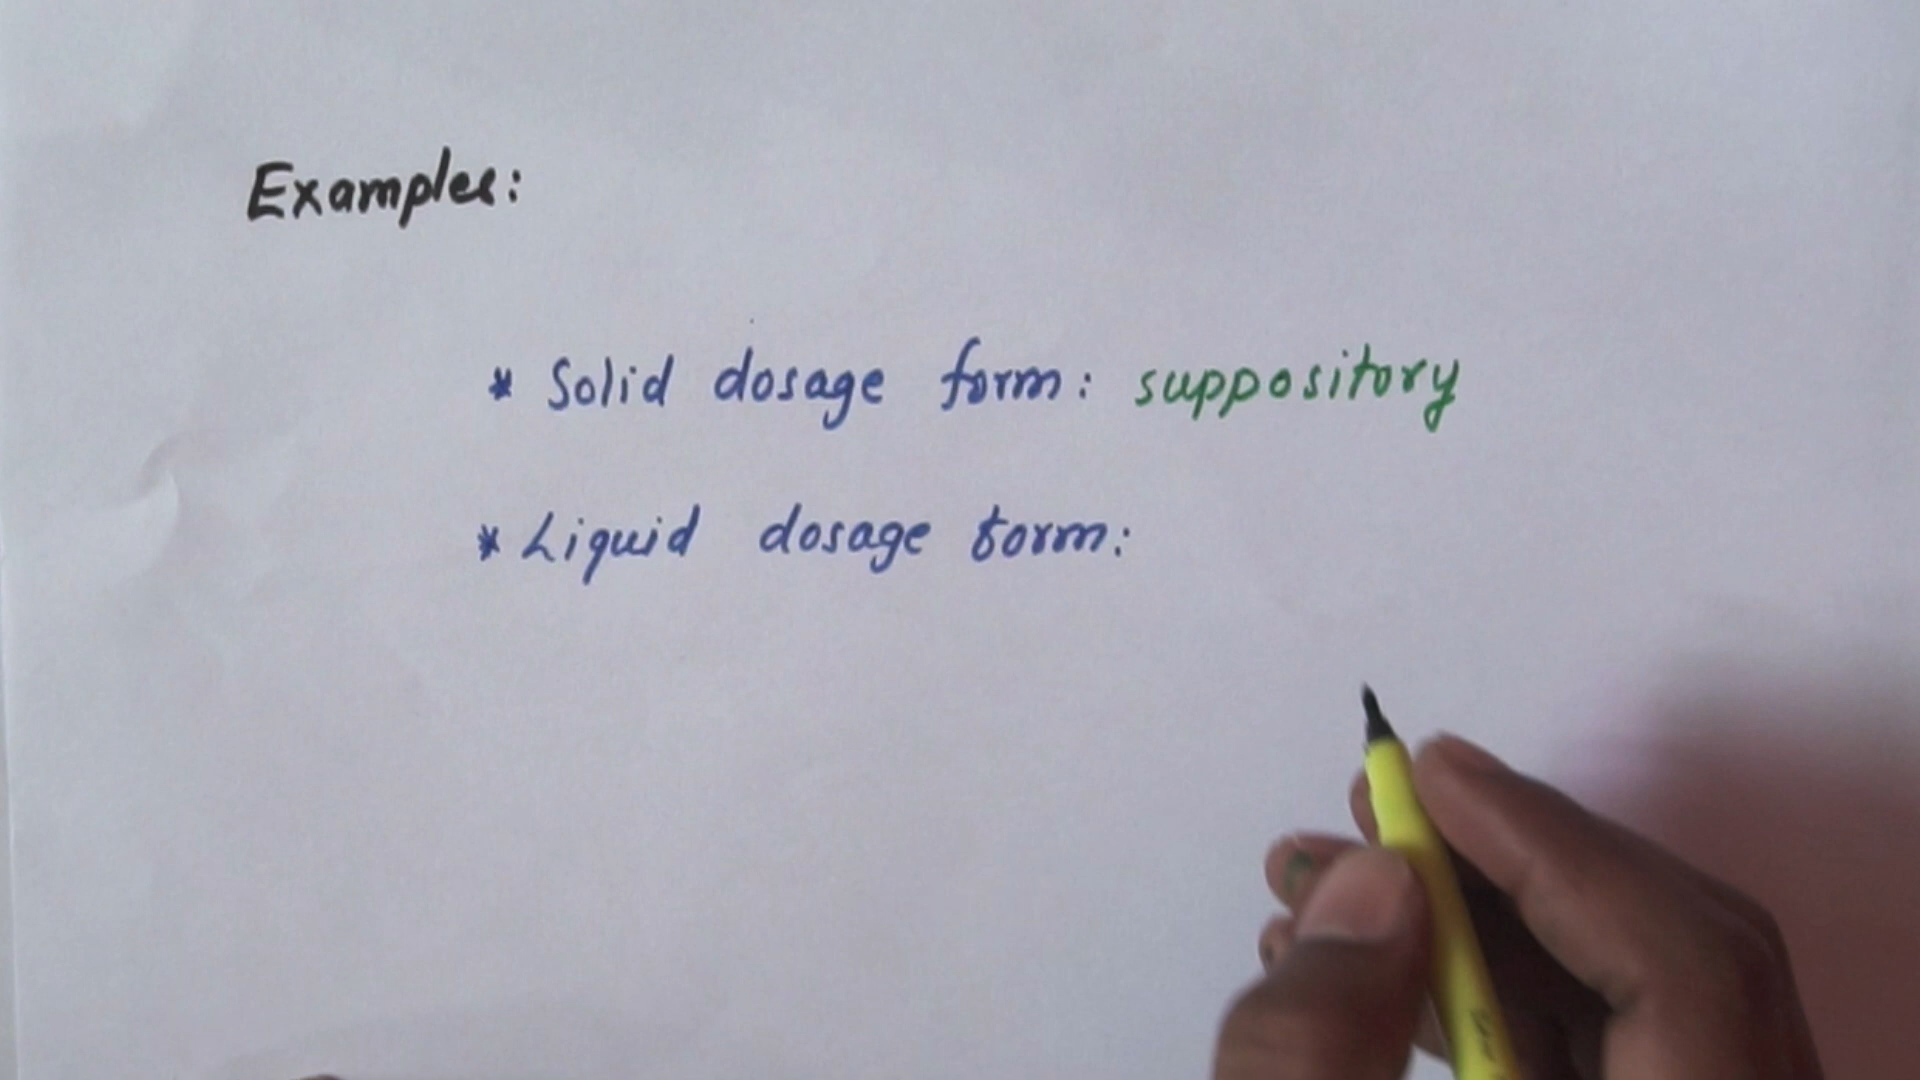 Examples:
* Solid dosage form: suppository
* Liquid dosage form: